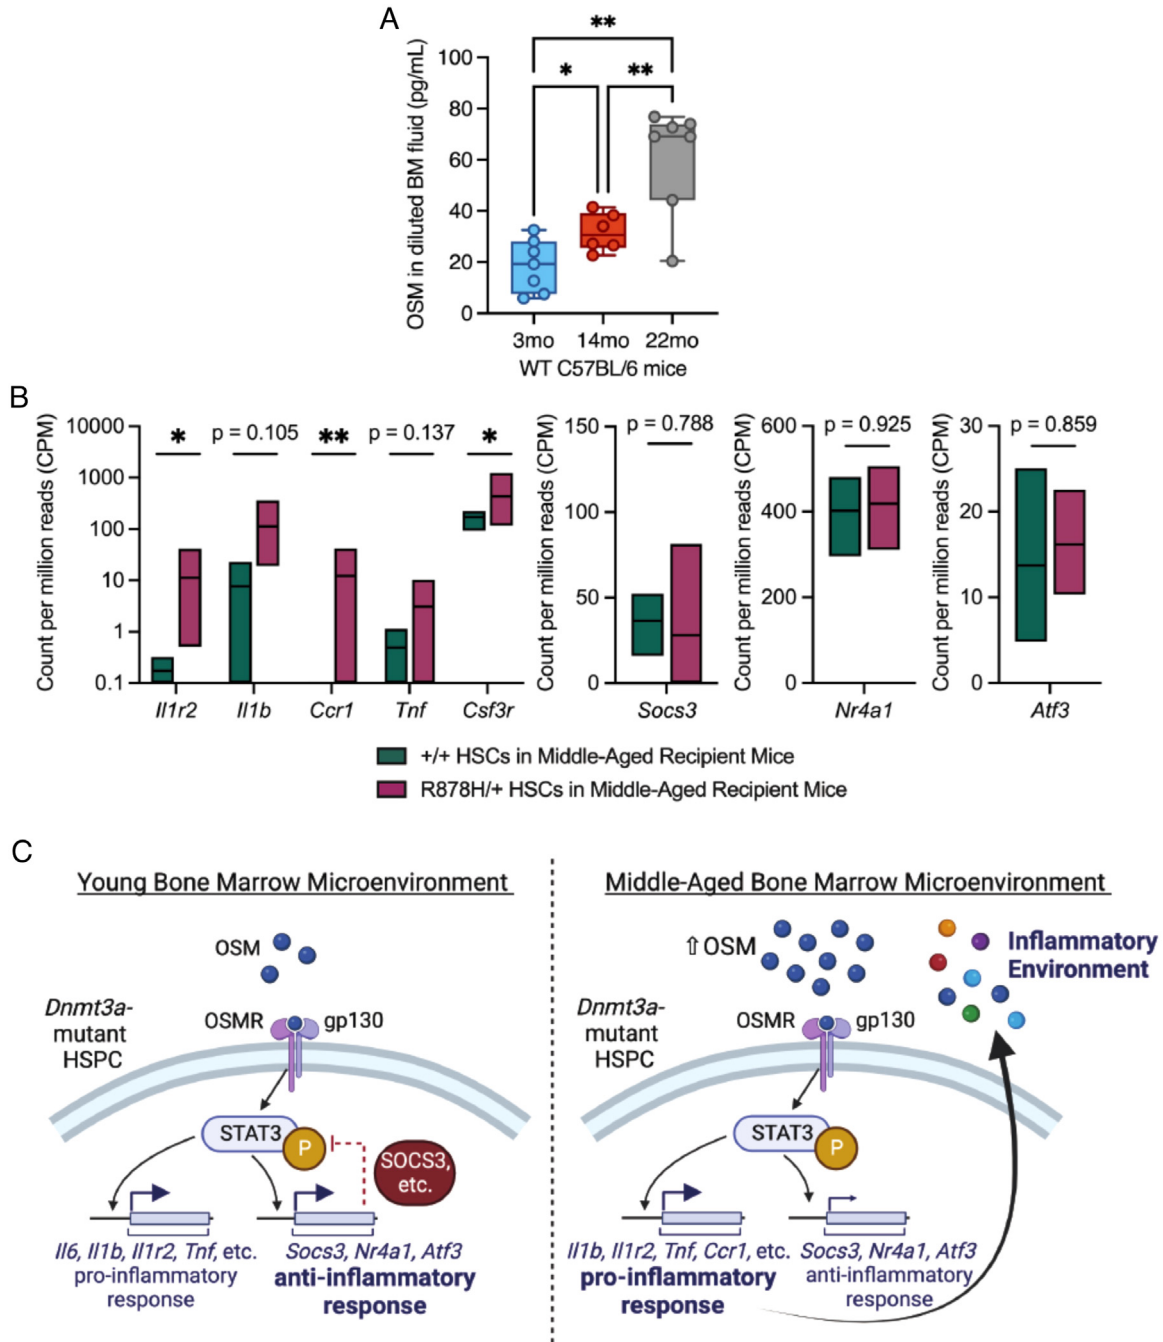 A
OSM in diluted BM fluid (pg/mL)
100
80
60
40
20
0
**
*
**
3mo 14mo 22mo
WT C57BL/6 mice
B
Count per million reads (CPM)
10000
1000
100
10
1
0.1
* p = 0.105 ** p = 0.137 *
Il1r2 Il1b Ccr1 Tnf Csf3r
Count per million reads (CPM)
150
100
50
0
p = 0.788
Socs3
Count per million reads (CPM)
600
400
200
0
p = 0.925
Nr4a1
Count per million reads (CPM)
30
20
10
0
p = 0.859
Atf3
+/+ HSCs in Middle-Aged Recipient Mice
R878H/+ HSCs in Middle-Aged Recipient Mice
C
Young Bone Marrow Microenvironment
OSM
Dnmt3a-
mutant
HSPC
OSMR
gp130
STAT3
P
SOCS3,
etc.
Il6, Il1b, Il1r2, Tnf, etc.
pro-inflammatory
response
Socs3, Nr4a1, Atf3
anti-inflammatory
response
Middle-Aged Bone Marrow Microenvironment
⇧OSM
Inflammatory
Environment
Dnmt3a-
mutant
HSPC
OSMR
gp130
STAT3
P
Il1b, Il1r2, Tnf, Ccr1, etc.
pro-inflammatory
response
Socs3, Nr4a1, Atf3
anti-inflammatory
response